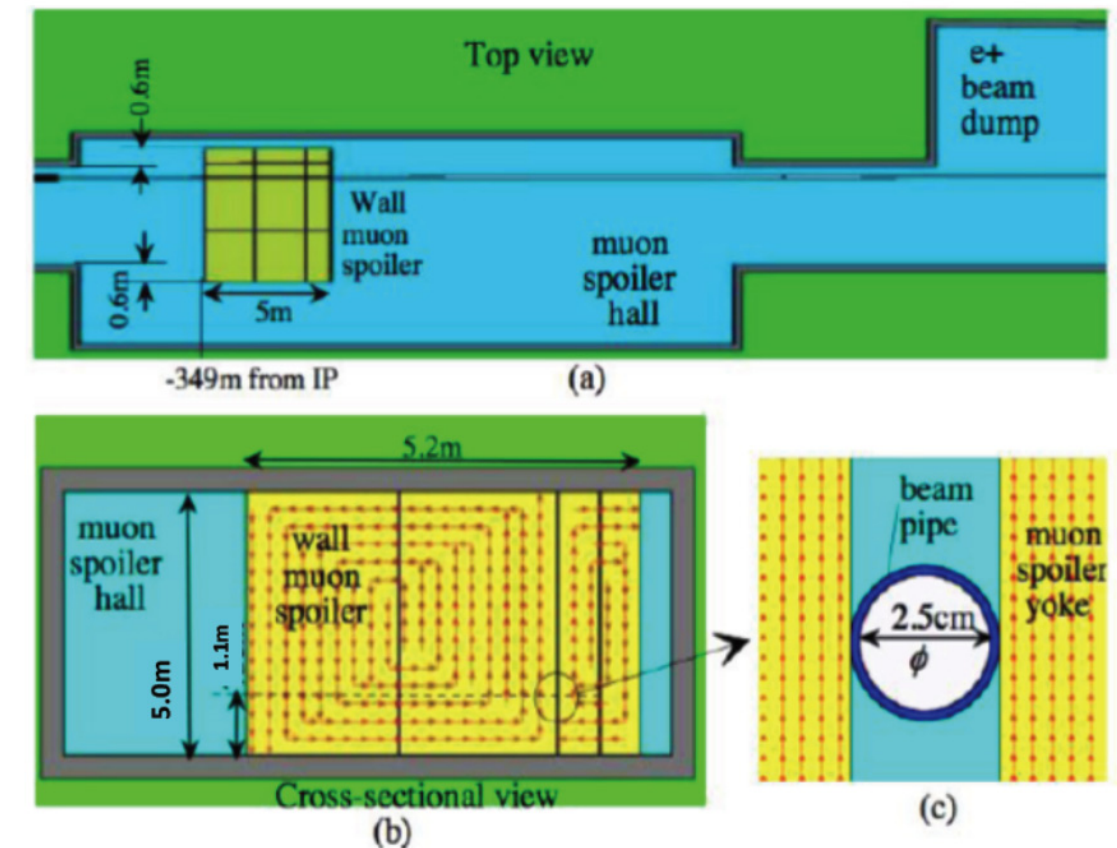 Top view
e+
beam
dump
0.6m
Wall
muon
spoiler
muon
spoiler
hall
0.6m
5m
-349m from IP
(a)
5.2m
muon
spoiler
hall
wall
muon
spoiler
1.1m
5.0m
Cross-sectional view
(b)
beam
pipe
muon
spoiler
yoke
2.5cm
ϕ
(c)